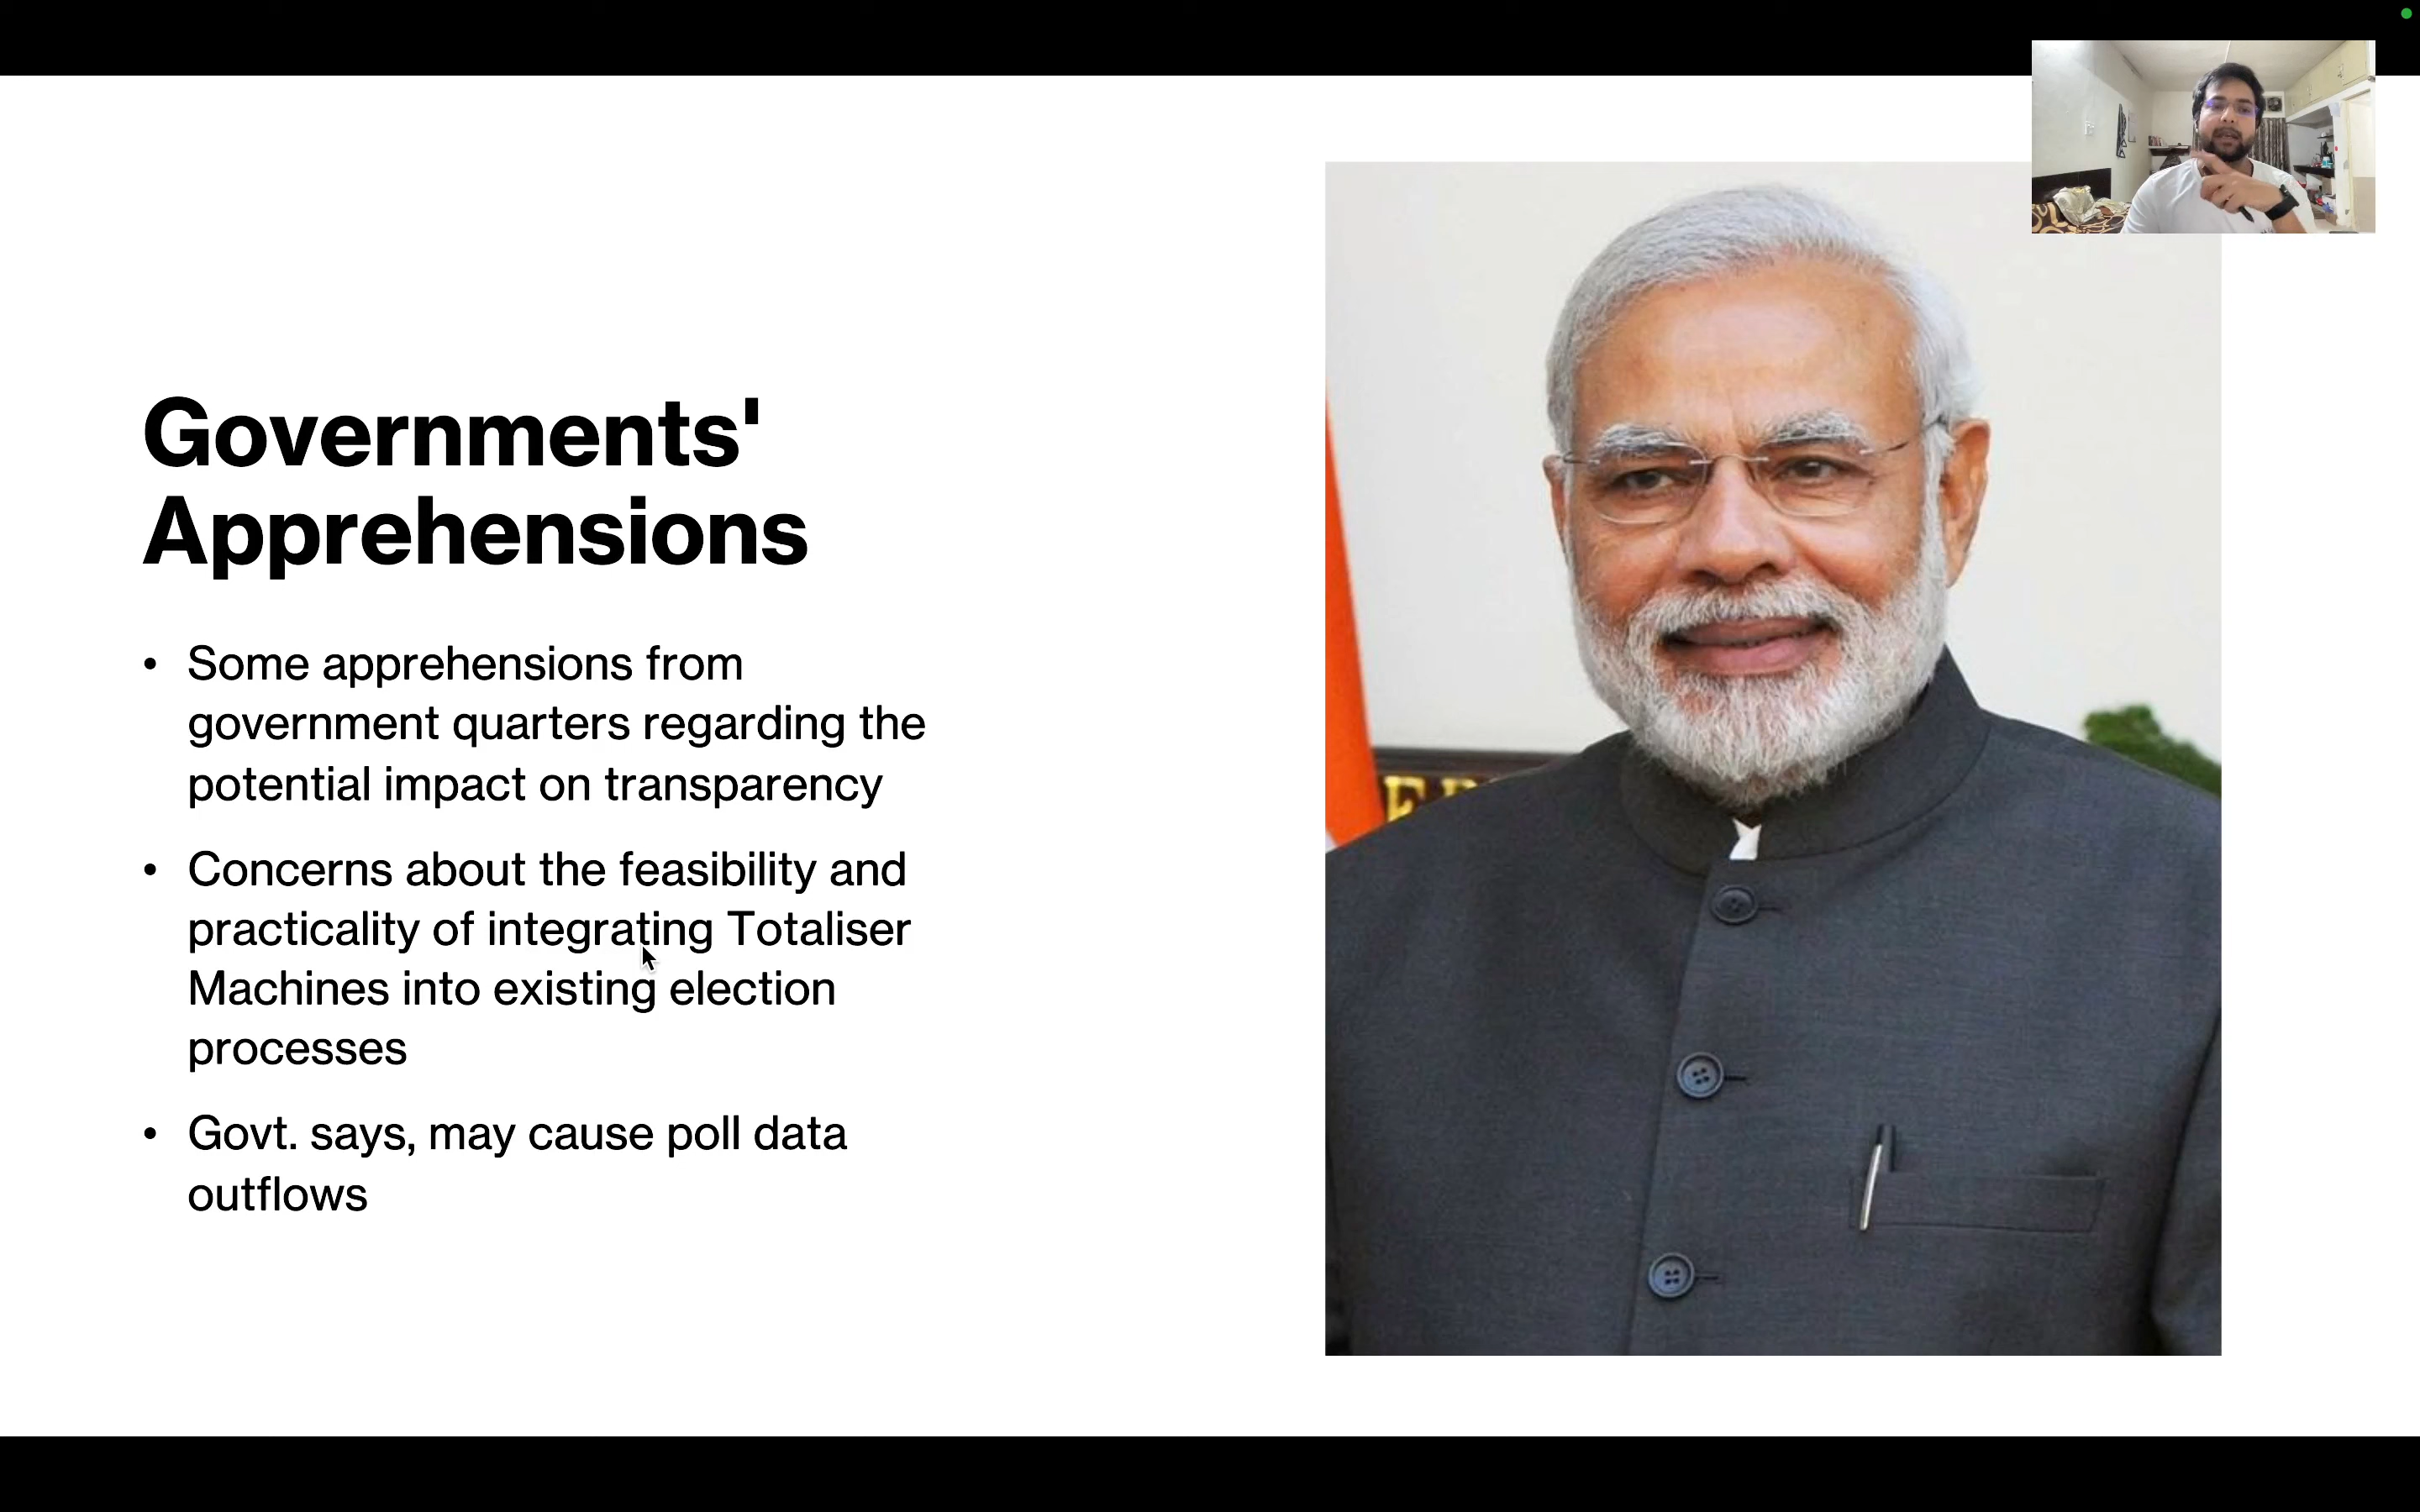 Governments'
Apprehensions
• Some apprehensions from
government quarters regarding the
potential impact on transparency
• Concerns about the feasibility and
practicality of integrating Totaliser
Machines into existing election
processes
• Govt. says, may cause poll data
outflows